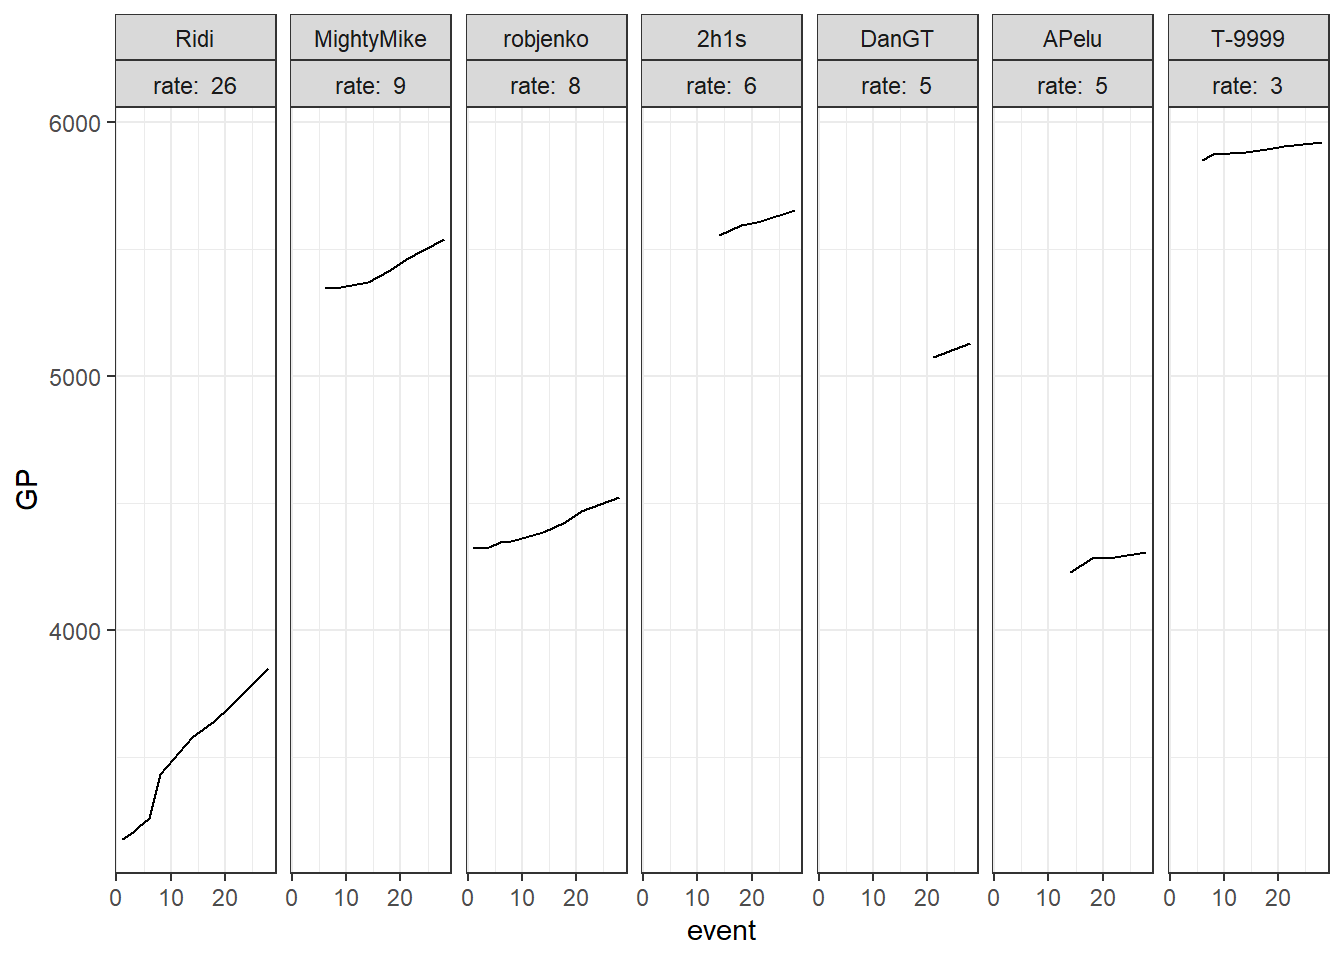 Ridi MightyMike robjenko 2h1s DanGT APelu T-9999
rate:  26 rate:  9 rate:  8 rate:  6 rate:  5 rate:  5 rate:  3
6000
5000
4000
GP
0 10 20 0 10 20 0 10 20 0 10 20 0 10 20 0 10 20 0 10 20
event